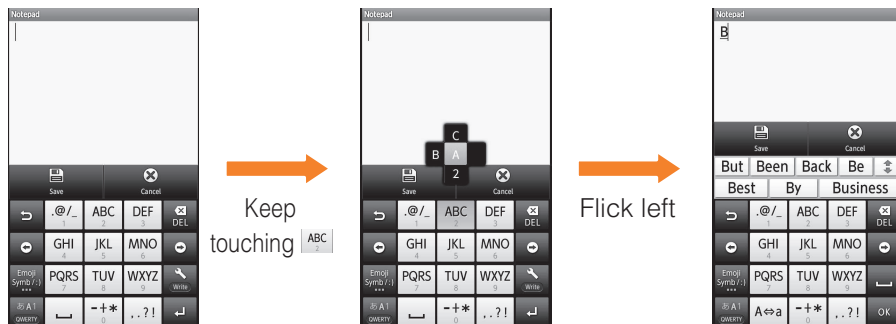 Notepad
Save Cancel
.@/_ 1 ABC 2 DEF 3 DEL
GHI 4 JKL 5 MNO 6
Emoji Symb/:) PQRS 7 TUV 8 WXYZ 9 Write
あA1 QWERTY -+* 0 ,.?!
Keep
touching ABC 2
Notepad
C
B A
2
Save Cancel
.@/_ 1 ABC 2 DEF 3 DEL
GHI 4 JKL 5 MNO 6
Emoji Symb/:) PQRS 7 TUV 8 WXYZ 9 Write
あA1 QWERTY -+* 0 ,.?!
Flick left
Notepad
B
Save Cancel
But Been Back Be
Best By Business
.@/_ 1 ABC 2 DEF 3 DEL
GHI 4 JKL 5 MNO 6
Emoji Symb/:) PQRS 7 TUV 8 WXYZ 9
あA1 QWERTY A⇔a -+* 0 ,.?! OK